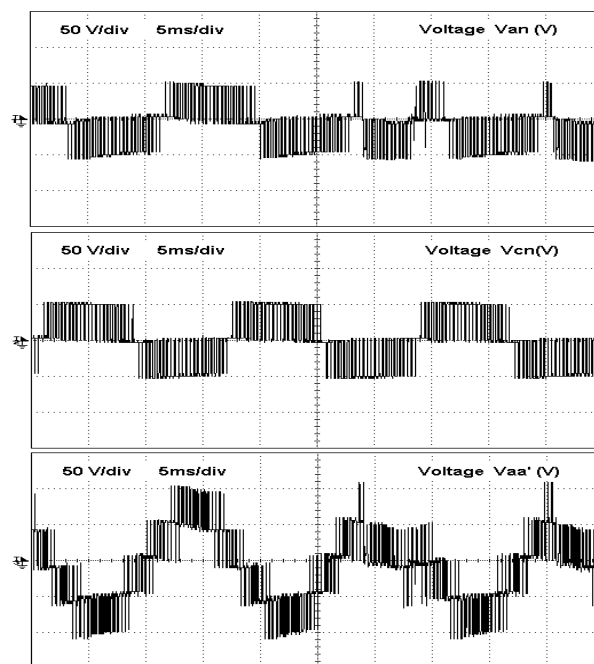 50 V/div 5ms/div Voltage Van (V)
50 V/div 5ms/div Voltage Vcn(V)
50 V/div 5ms/div Voltage Vaa' (V)